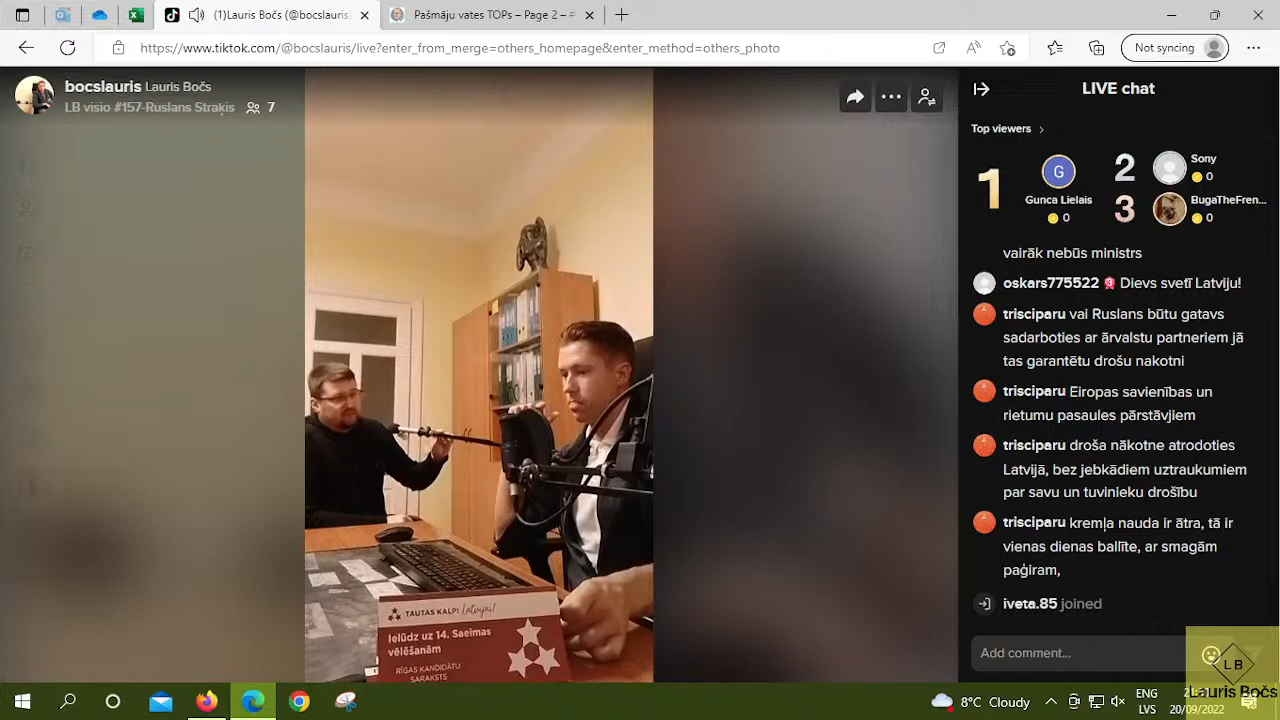 (1)Lauris Bočs (@bocslauris)
Pašmāju vates TOPs – Page 2 –
https://www.tiktok.com/@bocslauris/live?enter_from_merge=others_homepage&enter_method=others_photo
Not syncing
bocslauris Lauris Bočs
LB visio #157-Ruslans Straķis 7
LIVE chat
Top viewers
1 G Gunca Lielais 0
2 Sony 0
3 BugaTheFren... 0
vairāk nebūs ministrs
oskars775522 Dievs svetī Latviju!
trisciparu vai Ruslans būtu gatavs
sadarboties ar ārvalstu partneriem jā
tas garantētu drošu nakotni
trisciparu Eiropas savienības un
rietumu pasaules pārstāvjiem
trisciparu droša nākotne atrodoties
Latvijā, bez jebkādiem uztraukumiem
par savu un tuvinieku drošību
trisciparu kremļa nauda ir ātra, tā ir
vienas dienas ballīte, ar smagām
paģiram,
iveta.85 joined
Add comment...
TAUTAS KALPI Latvijai!
Ielūdz uz 14. Saeimas
vēlēšanām
RĪGAS KANDIDĀTU
SARAKSTS
LB
Lauris Bočs
8°C Cloudy
ENG
LVS
20/09/2022